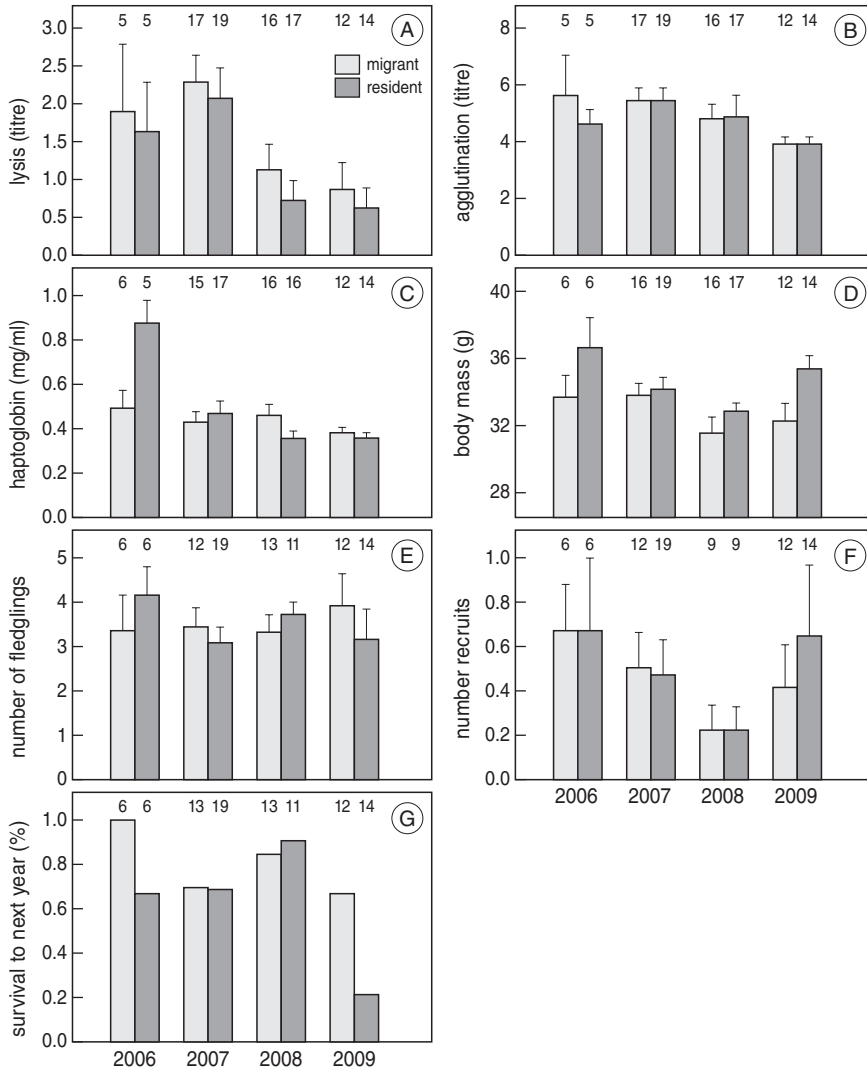 5 5 17 19 16 17 12 14
A
3.0
2.5
2.0
1.5
1.0
0.5
0.0
lysis (titre)
migrant
resident
5 5 17 19 16 17 12 14
B
8
6
4
2
0
agglutination (titre)
6 5 15 17 16 16 12 14
C
1.0
0.8
0.6
0.4
0.2
0.0
haptoglobin (mg/ml)
6 6 16 19 16 17 12 14
D
40
36
32
28
body mass (g)
6 6 12 19 13 11 12 14
E
5
4
3
2
1
0
number of fledglings
6 6 12 19 9 9 12 14
F
1.0
0.8
0.6
0.4
0.2
0.0
number recruits
2006 2007 2008 2009
6 6 13 19 13 11 12 14
G
1.0
0.8
0.6
0.4
0.2
0.0
survival to next year (%)
2006 2007 2008 2009